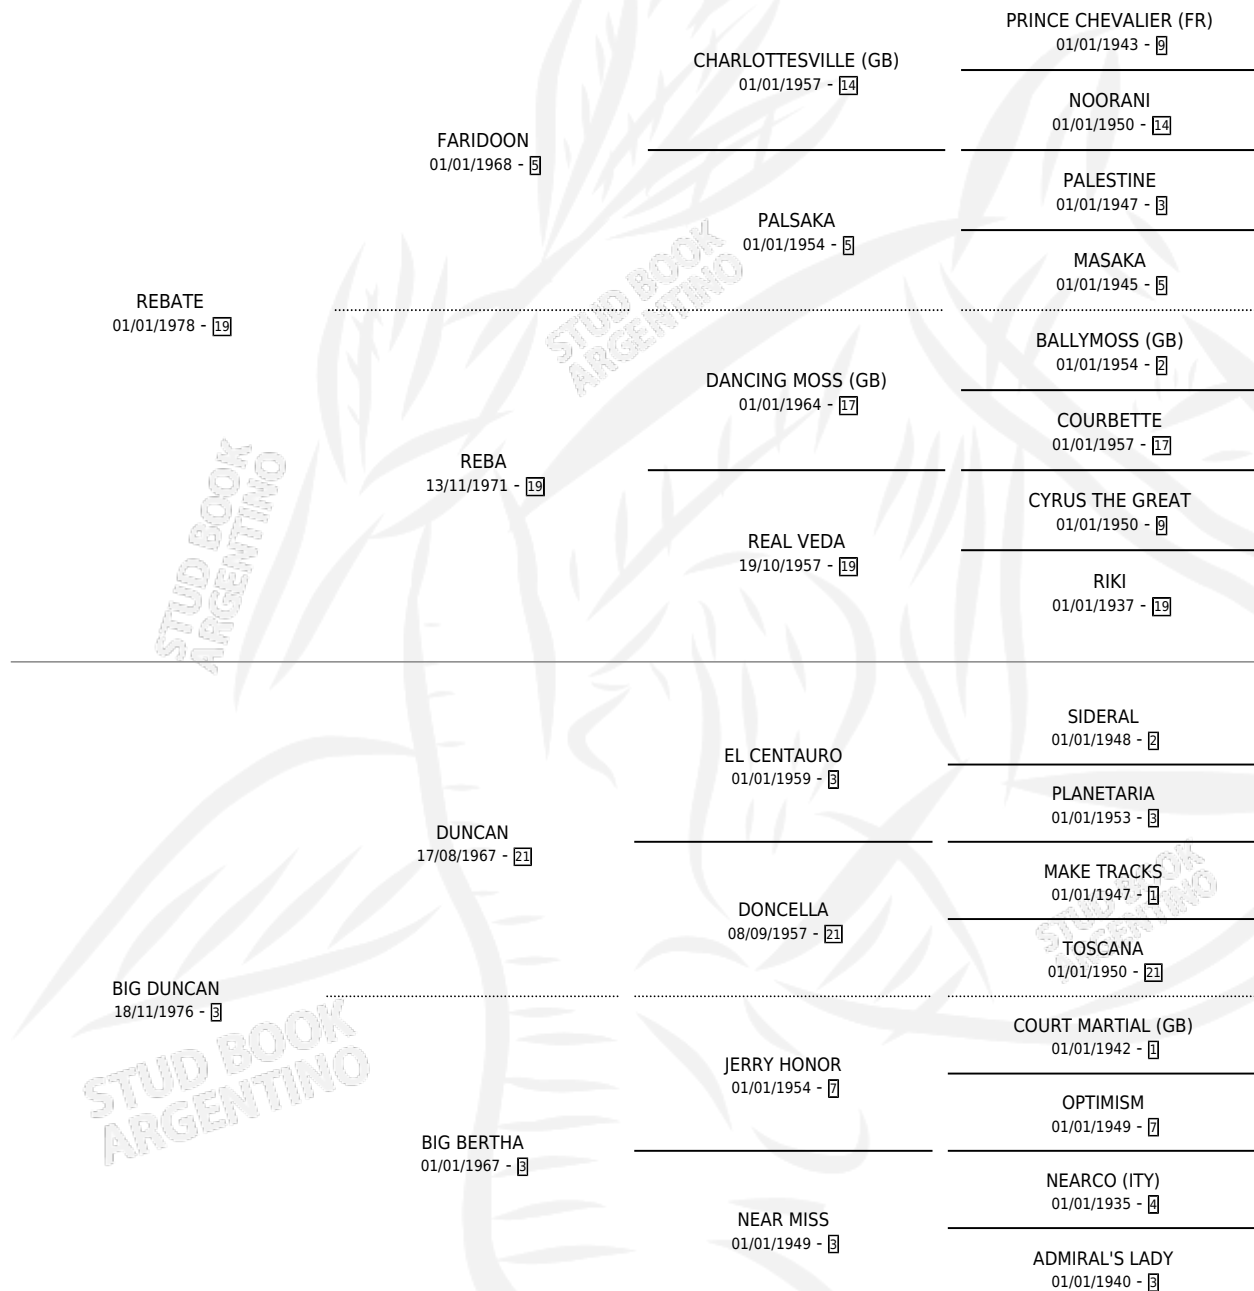 PRINCE CHEVALIER (FR)
01/01/1943 - 9
CHARLOTTESVILLE (GB)
01/01/1957 - 14
NOORANI
01/01/1950 - 14
FARIDOON
01/01/1968 - 5
PALESTINE
01/01/1947 - 3
PALSAKA
01/01/1954 - 5
MASAKA
01/01/1945 - 5
REBATE
01/01/1978 - 19
BALLYMOSS (GB)
01/01/1954 - 2
DANCING MOSS (GB)
01/01/1964 - 17
COURBETTE
01/01/1957 - 17
REBA
13/11/1971 - 19
CYRUS THE GREAT
01/01/1950 - 9
REAL VEDA
19/10/1957 - 19
RIKI
01/01/1937 - 19
STUD BOOK
ARGENTINO
STUD BOOK
ARGENTINO
SIDERAL
01/01/1948 - 2
EL CENTAURO
01/01/1959 - 3
PLANETARIA
01/01/1953 - 3
DUNCAN
17/08/1967 - 21
MAKE TRACKS
01/01/1947 - 1
DONCELLA
08/09/1957 - 21
TOSCANA
01/01/1950 - 21
BIG DUNCAN
18/11/1976 - 3
COURT MARTIAL (GB)
01/01/1942 - 1
JERRY HONOR
01/01/1954 - 7
OPTIMISM
01/01/1949 - 7
BIG BERTHA
01/01/1967 - 3
NEARCO (ITY)
01/01/1935 - 4
NEAR MISS
01/01/1949 - 3
ADMIRAL'S LADY
01/01/1940 - 3
STUD BOOK
ARGENTINO
STUD BOOK
ARGENTINO